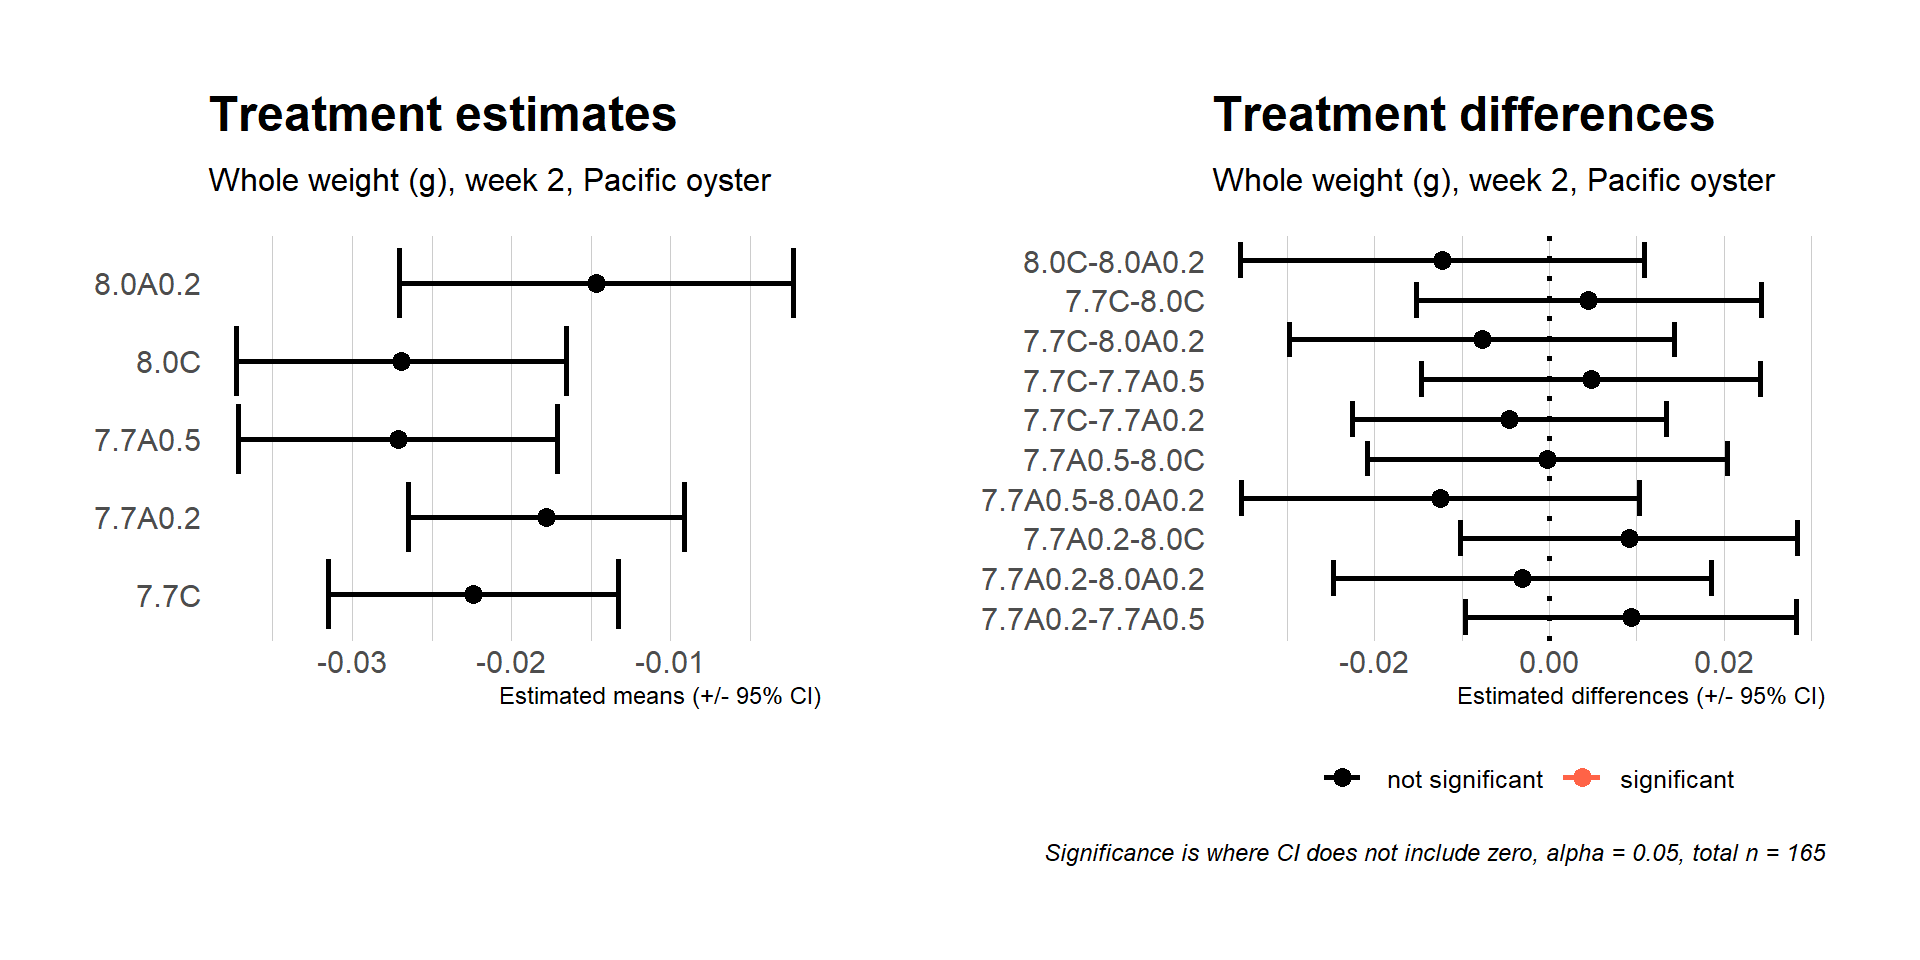 Treatment estimates
Whole weight (g), week 2, Pacific oyster
8.0A0.2
8.0C
7.7A0.5
7.7A0.2
7.7C
-0.03 -0.02 -0.01
Estimated means (+/- 95% CI)
Treatment differences
Whole weight (g), week 2, Pacific oyster
8.0C-8.0A0.2
7.7C-8.0C
7.7C-8.0A0.2
7.7C-7.7A0.5
7.7C-7.7A0.2
7.7A0.5-8.0C
7.7A0.5-8.0A0.2
7.7A0.2-8.0C
7.7A0.2-8.0A0.2
7.7A0.2-7.7A0.5
-0.02 0.00 0.02
Estimated differences (+/- 95% CI)
not significant significant
Significance is where CI does not include zero, alpha = 0.05, total n = 165